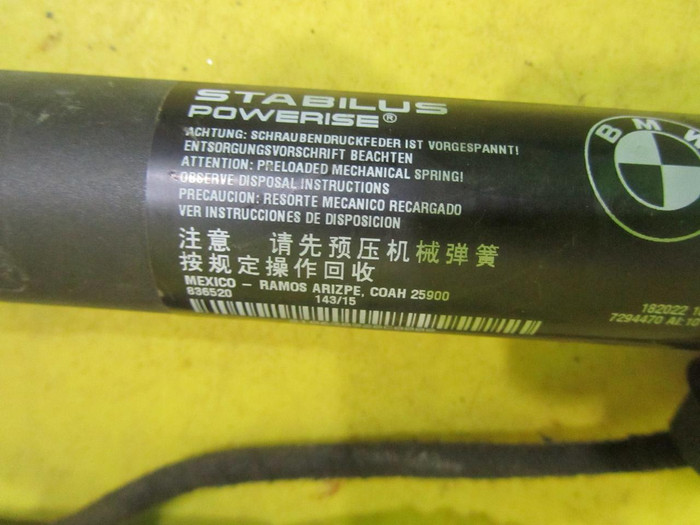 STABILUS
POWERISE®
ACHTUNG: SCHRAUBENDRUCKFEDER IST VORGESPANNT!
ENTSORGUNGSVORSCHRIFT BEACHTEN
ATTENTION: PRELOADED MECHANICAL SPRING!
OBSERVE DISPOSAL INSTRUCTIONS
PRECAUCION: RESORTE MECANICO RECARGADO
VER INSTRUCCIONES DE DISPOSICION
注意 请先预压机械弹簧
按规定操作回收
MEXICO – RAMOS ARIZPE, COAH 25900
836520 143/15
BMW
182022
7294470